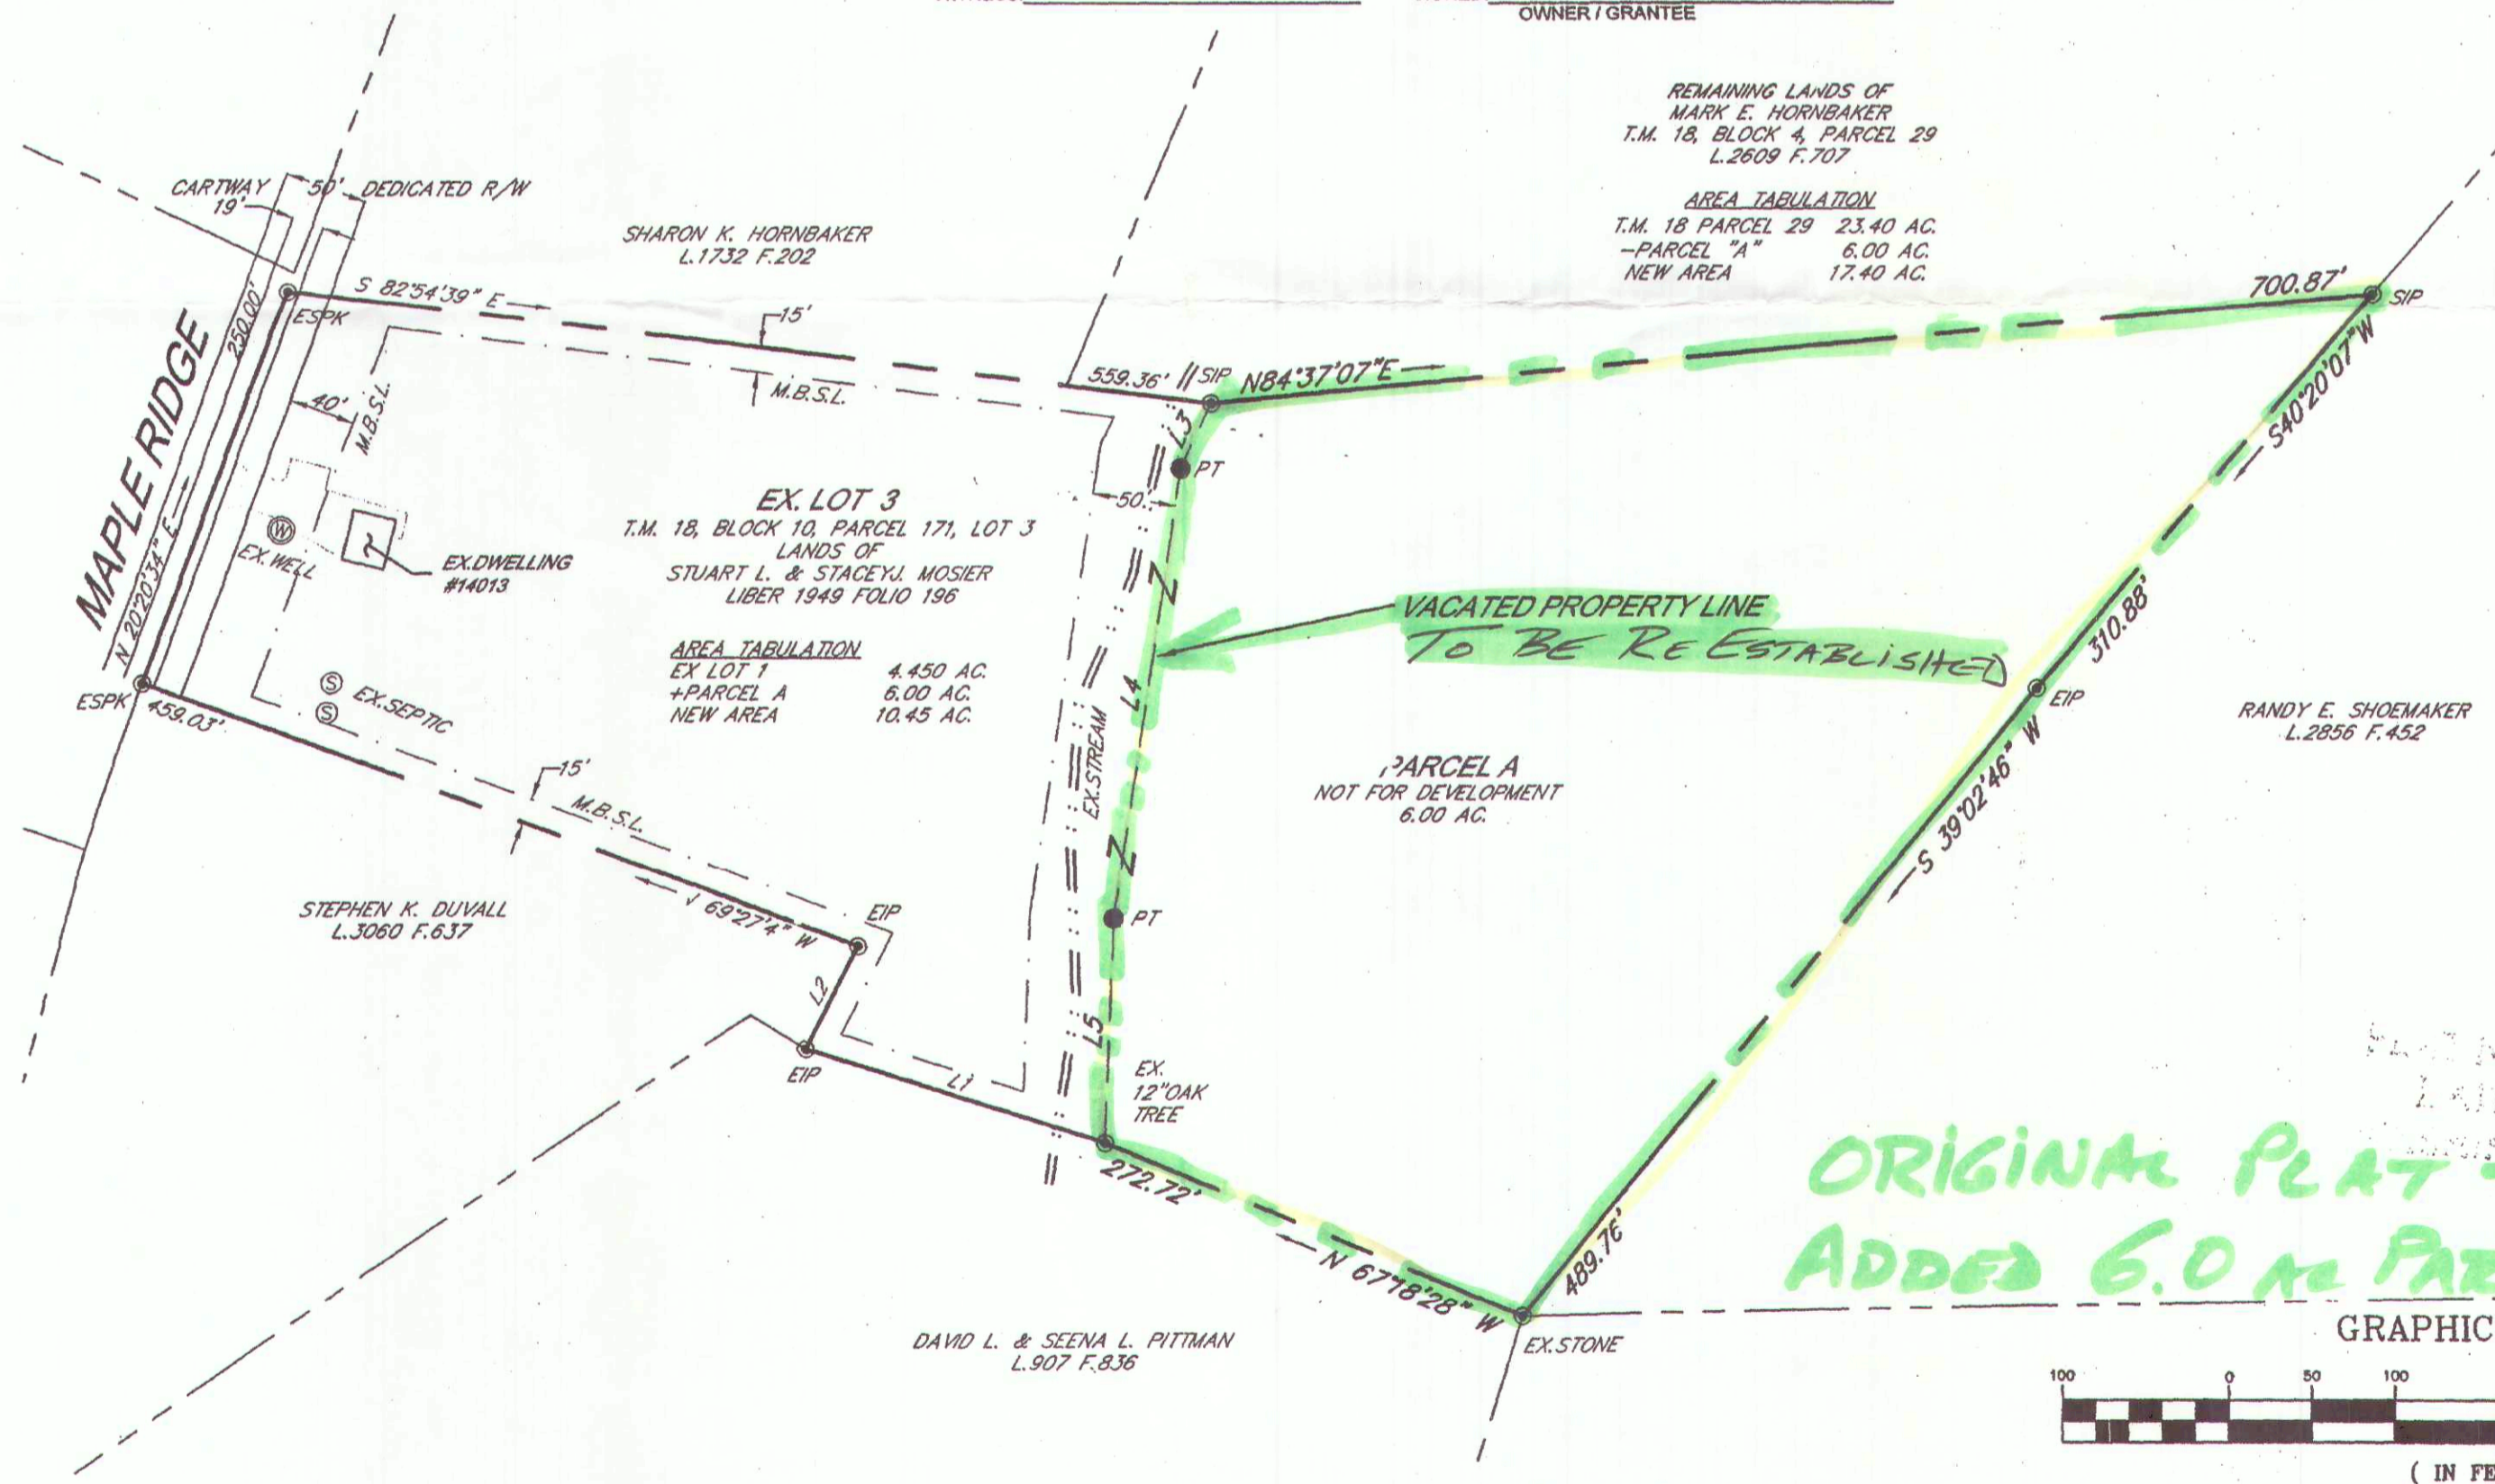 OWNER / GRANTEE
REMAINING LANDS OF
MARK E. HORNBAKER
T.M. 18, BLOCK 4, PARCEL 29
L.2609 F.707
AREA TABULATION
T.M. 18 PARCEL 29 23.40 AC.
-PARCEL "A" 6.00 AC.
NEW AREA 17.40 AC.
CARTWAY
19'
50' DEDICATED R/W
SHARON K. HORNBAKER
L.1732 F.202
S 82°54'39" E
ESPK
250.00'
15'
M.B.S.L.
559.36'
SIP
N84°37'07"E
700.87'
SIP
S40°20'07"W
MAPLE RIDGE
N 20°20'34" E
40'
M.B.S.L.
L3
PT
50'
EX. LOT 3
T.M. 18, BLOCK 10, PARCEL 171, LOT 3
LANDS OF
STUART L. & STACEYJ. MOSIER
LIBER 1949 FOLIO 196
W
EX. WELL
EX.DWELLING
#14013
AREA TABULATION
EX LOT 1 4.450 AC.
+PARCEL A 6.00 AC.
NEW AREA 10.45 AC.
Z
VACATED PROPERTY LINE
TO BE RE ESTABLISHED
310.88'
EIP
RANDY E. SHOEMAKER
L.2856 F.452
ESPK
459.03'
S
S
EX.SEPTIC
L4
EX.STREAM
PARCEL A
NOT FOR DEVELOPMENT
6.00 AC.
S 39°02'46" W
15'
M.B.S.L.
Z
STEPHEN K. DUVALL
L.3060 F.637
69°27'4" W
EIP
PT
L2
L5
EIP
L1
EX.
12"OAK
TREE
272.72'
ORIGINAL PLAT -
ADDED 6.0 AC
N 67°18'28" W
489.76'
EX.STONE
DAVID L. & SEENA L. PITTMAN
L.907 F.836
GRAPHIC
100 0 50 100
( IN FE